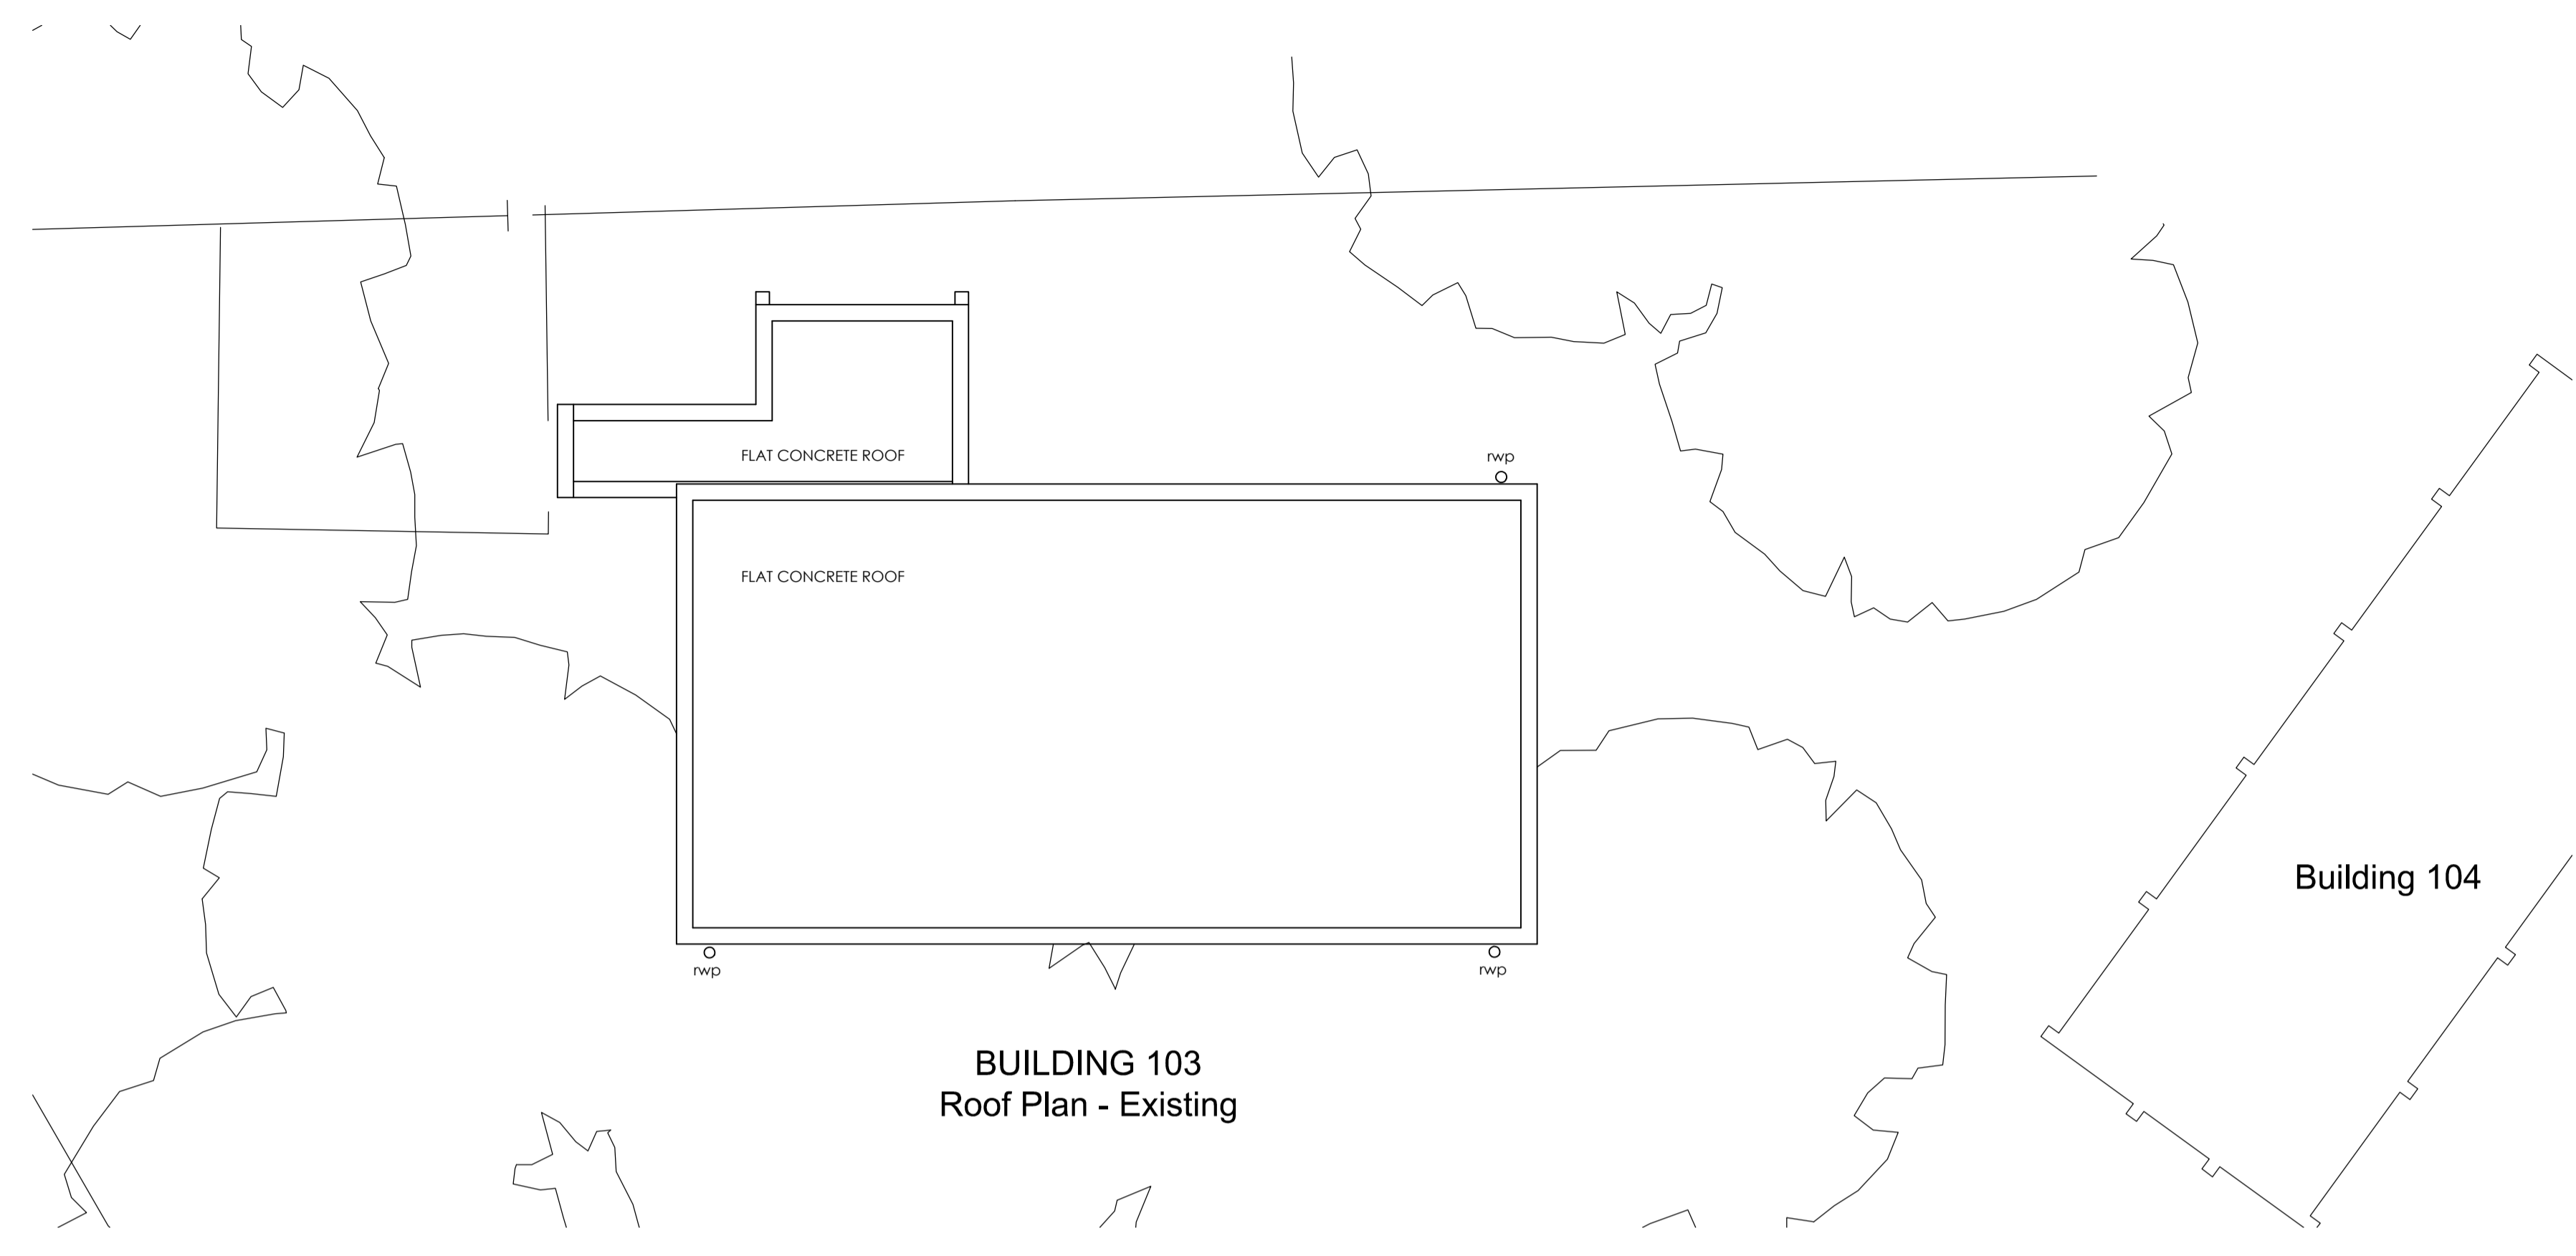 FLAT CONCRETE ROOF
rwp
FLAT CONCRETE ROOF
Building 104
rwp
rwp
BUILDING 103
Roof Plan - Existing